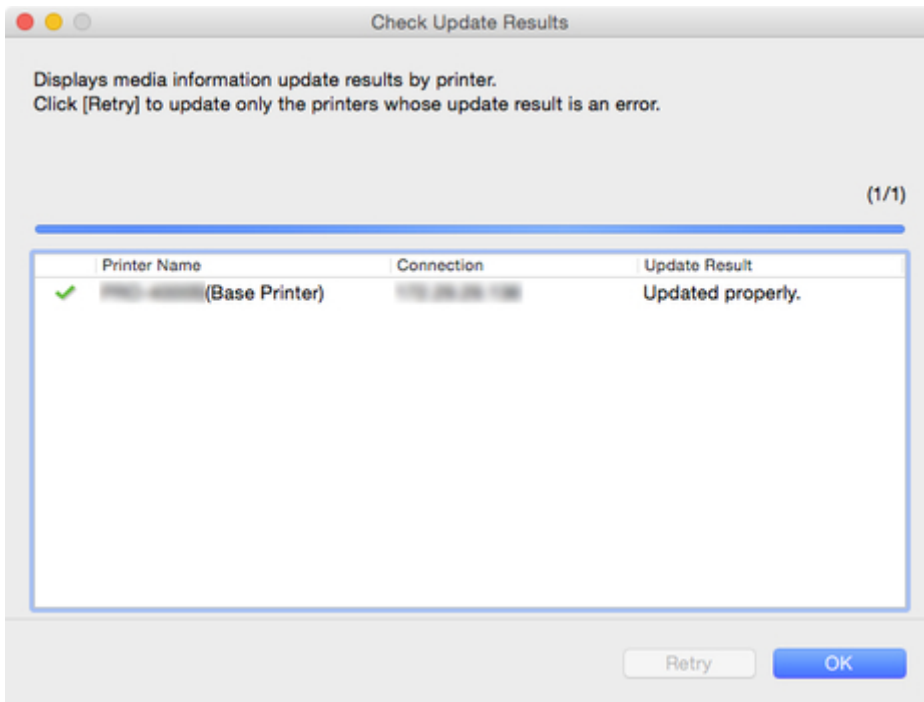 Check Update Results
Displays media information update results by printer.
Click [Retry] to update only the printers whose update result is an error.
(1/1)
Printer Name Connection Update Result
(Base Printer) Updated properly.
Retry OK